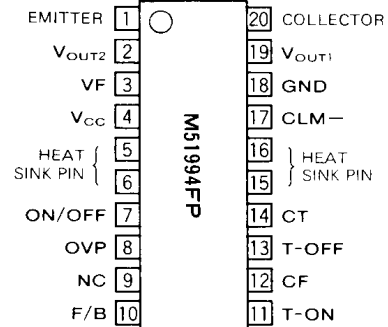 EMITTER 1 20 COLLECTOR
VOUT2 2 19 VOUT1
VF 3 18 GND
VCC 4 17 CLM−
HEAT SINK PIN 5 16 HEAT SINK PIN
6 15
ON/OFF 7 14 CT
OVP 8 13 T-OFF
NC 9 12 CF
F/B 10 11 T-ON
M51994FP